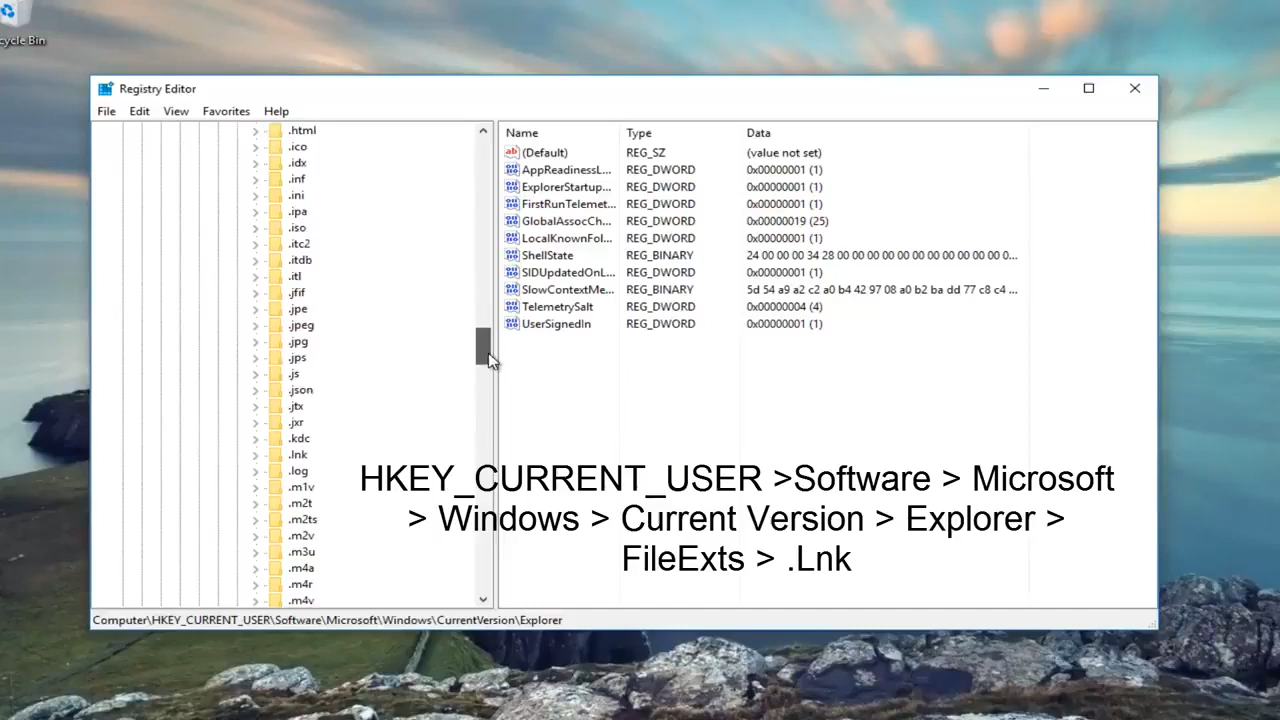 cycle Bin
Registry Editor
File Edit View Favorites Help
.html
.ico
.idx
.inf
.ini
.ipa
.iso
.itc2
.itdb
.itl
.jfif
.jpe
.jpeg
.jpg
.jps
.js
.json
.jtx
.jxr
.kdc
.lnk
.log
.m1v
.m2t
.m2ts
.m2v
.m3u
.m4a
.m4r
.m4v
Name Type Data
(Default) REG_SZ (value not set)
AppReadinessL... REG_DWORD 0x00000001 (1)
ExplorerStartup... REG_DWORD 0x00000001 (1)
FirstRunTelemet... REG_DWORD 0x00000001 (1)
GlobalAssocCh... REG_DWORD 0x00000019 (25)
LocalKnownFol... REG_DWORD 0x00000001 (1)
ShellState REG_BINARY 24 00 00 00 34 28 00 00 00 00 00 00 00 00 00 00 0...
SIDUpdatedOnL... REG_DWORD 0x00000001 (1)
SlowContextMe... REG_BINARY 5d 54 a9 a2 c2 a0 b4 42 97 08 a0 b2 ba dd 77 c8 c4 ...
TelemetrySalt REG_DWORD 0x00000004 (4)
UserSignedIn REG_DWORD 0x00000001 (1)
HKEY_CURRENT_USER >Software > Microsoft
> Windows > Current Version > Explorer >
FileExts > .Lnk
Computer\HKEY_CURRENT_USER\Software\Microsoft\Windows\CurrentVersion\Explorer